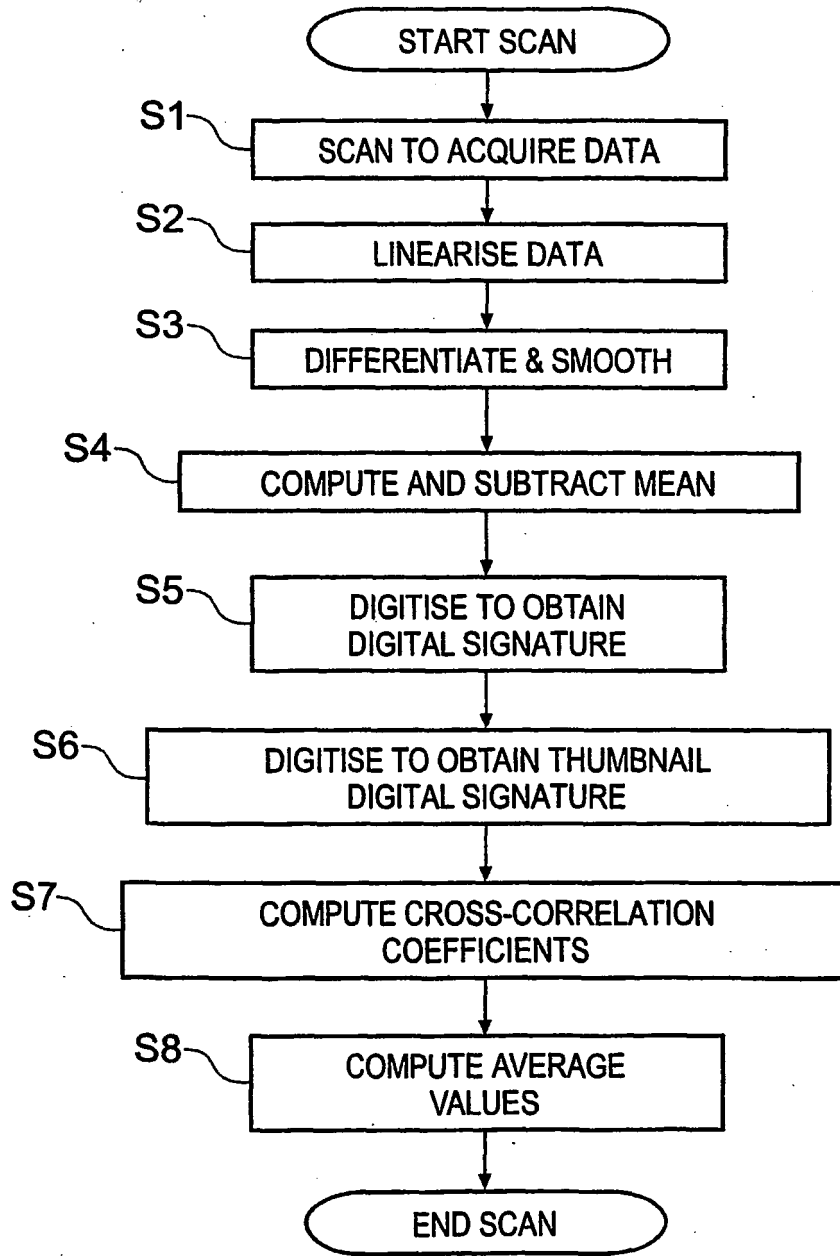 START SCAN
S1
SCAN TO ACQUIRE DATA
S2
LINEARISE DATA
S3
DIFFERENTIATE & SMOOTH
S4
COMPUTE AND SUBTRACT MEAN
S5
DIGITISE TO OBTAIN
DIGITAL SIGNATURE
S6
DIGITISE TO OBTAIN THUMBNAIL
DIGITAL SIGNATURE
S7
COMPUTE CROSS-CORRELATION
COEFFICIENTS
S8
COMPUTE AVERAGE
VALUES
END SCAN